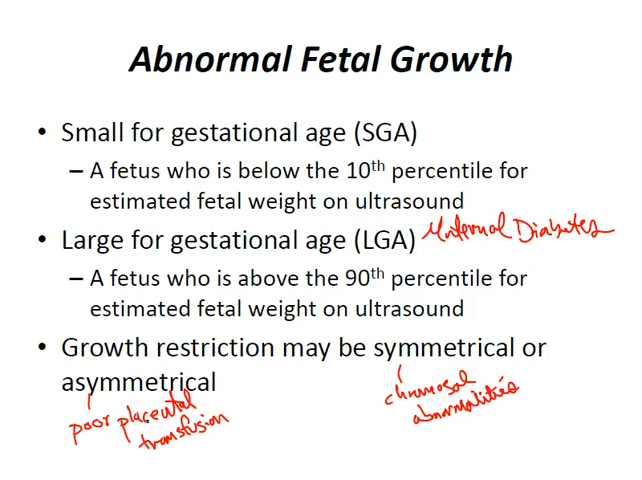 Abnormal Fetal Growth
• Small for gestational age (SGA)
– A fetus who is below the 10th percentile for
estimated fetal weight on ultrasound
• Large for gestational age (LGA) Maternal Diabetes
– A fetus who is above the 90th percentile for
estimated fetal weight on ultrasound
• Growth restriction may be symmetrical or
asymmetrical
chromosal
abnormalities
poor placental
transfusion